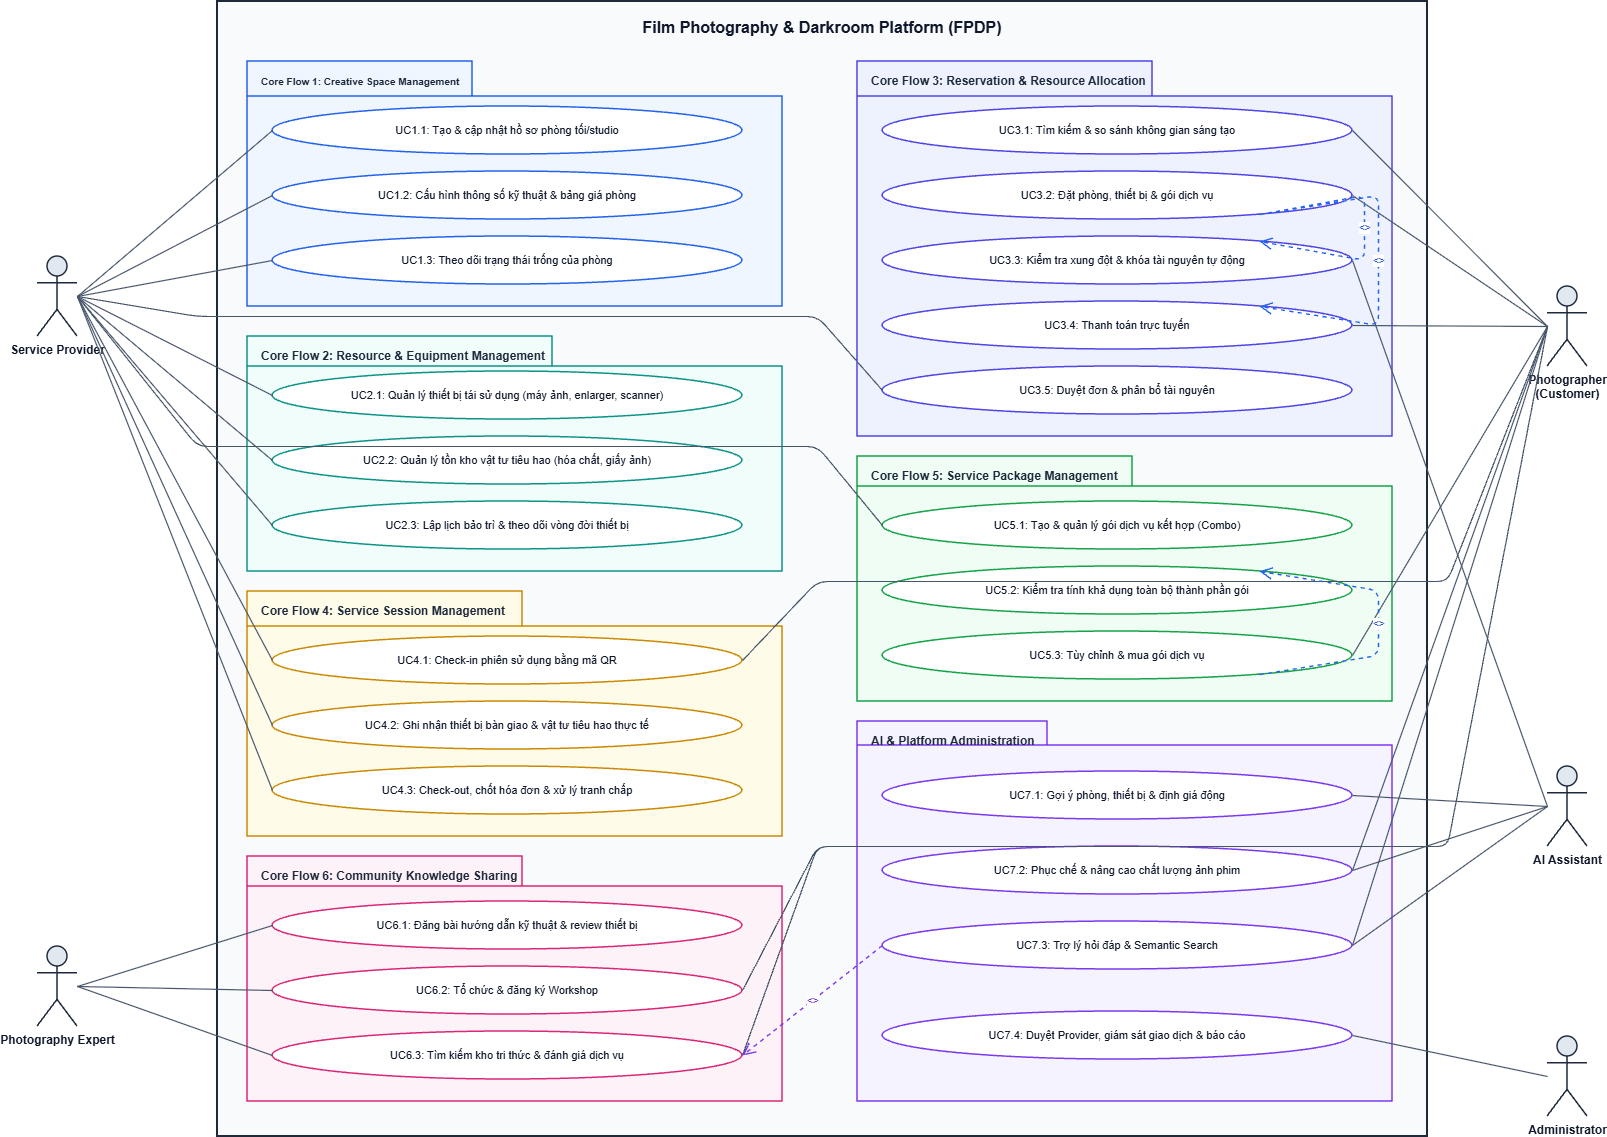 Film Photography & Darkroom Platform (FPDP)
Core Flow 1: Creative Space Management
UC1.1: Tạo & cập nhật hồ sơ phòng tối/studio
UC1.2: Cấu hình thông số kỹ thuật & bảng giá phòng
UC1.3: Theo dõi trạng thái trống của phòng
Service Provider
Core Flow 2: Resource & Equipment Management
UC2.1: Quản lý thiết bị tái sử dụng (máy ảnh, enlarger, scanner)
UC2.2: Quản lý tồn kho vật tư tiêu hao (hóa chất, giấy ảnh)
UC2.3: Lập lịch bảo trì & theo dõi vòng đời thiết bị
Core Flow 4: Service Session Management
UC4.1: Check-in phiên sử dụng bằng mã QR
UC4.2: Ghi nhận thiết bị bàn giao & vật tư tiêu hao thực tế
UC4.3: Check-out, chốt hóa đơn & xử lý tranh chấp
Core Flow 6: Community Knowledge Sharing
UC6.1: Đăng bài hướng dẫn kỹ thuật & review thiết bị
UC6.2: Tổ chức & đăng ký Workshop
UC6.3: Tìm kiếm kho tri thức & đánh giá dịch vụ
Photography Expert
Core Flow 3: Reservation & Resource Allocation
UC3.1: Tìm kiếm & so sánh không gian sáng tạo
UC3.2: Đặt phòng, thiết bị & gói dịch vụ
<>
UC3.3: Kiểm tra xung đột & khóa tài nguyên tự động
<>
UC3.4: Thanh toán trực tuyến
UC3.5: Duyệt đơn & phân bổ tài nguyên
Photographer
(Customer)
Core Flow 5: Service Package Management
UC5.1: Tạo & quản lý gói dịch vụ kết hợp (Combo)
UC5.2: Kiểm tra tính khả dụng toàn bộ thành phần gói
<>
UC5.3: Tùy chỉnh & mua gói dịch vụ
AI & Platform Administration
UC7.1: Gợi ý phòng, thiết bị & định giá động
UC7.2: Phục chế & nâng cao chất lượng ảnh phim
UC7.3: Trợ lý hỏi đáp & Semantic Search
<>
UC7.4: Duyệt Provider, giám sát giao dịch & báo cáo
AI Assistant
Administrator